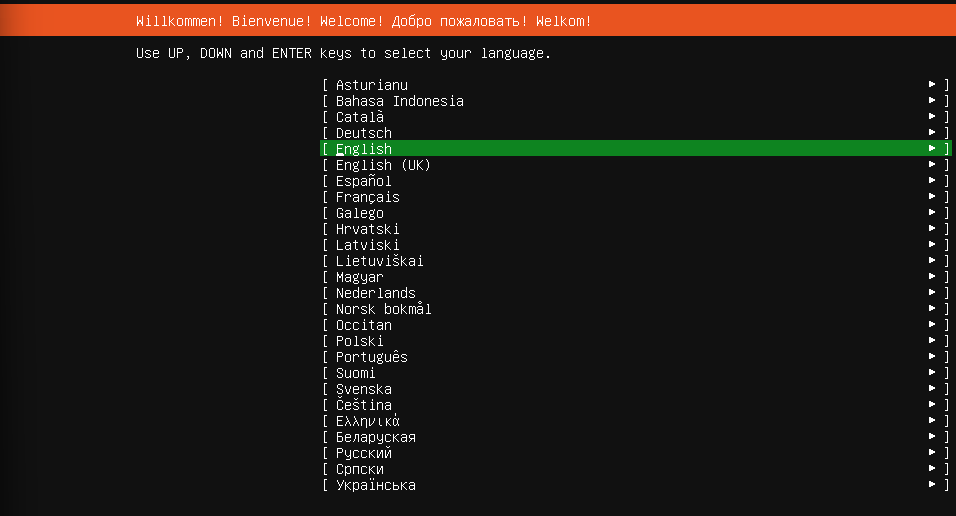 Willkommen! Bienvenue! Welcome! Добро пожаловать! Welkom!
Use UP, DOWN and ENTER keys to select your language.
[ Asturianu ► ]
[ Bahasa Indonesia ► ]
[ Català ► ]
[ Deutsch ► ]
[ English ► ]
[ English (UK) ► ]
[ Español ► ]
[ Français ► ]
[ Galego ► ]
[ Hrvatski ► ]
[ Latviski ► ]
[ Lietuviškai ► ]
[ Magyar ► ]
[ Nederlands ► ]
[ Norsk bokmål ► ]
[ Occitan ► ]
[ Polski ► ]
[ Português ► ]
[ Suomi ► ]
[ Svenska ► ]
[ Čeština ► ]
[ Ελληνικά ► ]
[ Беларуская ► ]
[ Русский ► ]
[ Српски ► ]
[ Українська ► ]